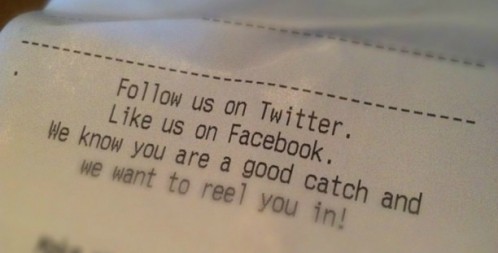 Follow us on Twitter.
Like us on Facebook.
We know you are a good catch and
we want to reel you in!